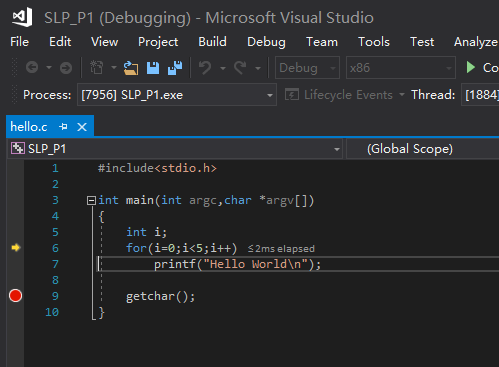 SLP_P1 (Debugging) - Microsoft Visual Studio
File Edit View Project Build Debug Team Tools Test Analyze
Debug x86 Co
Process: [7956] SLP_P1.exe Lifecycle Events Thread: [1884]
hello.c
SLP_P1 (Global Scope)
1 #include<stdio.h>
2
3 int main(int argc,char *argv[])
4 {
5 int i;
6 for(i=0;i<5;i++) ≤2ms elapsed
7 printf("Hello World\n");
8
9 getchar();
10 }